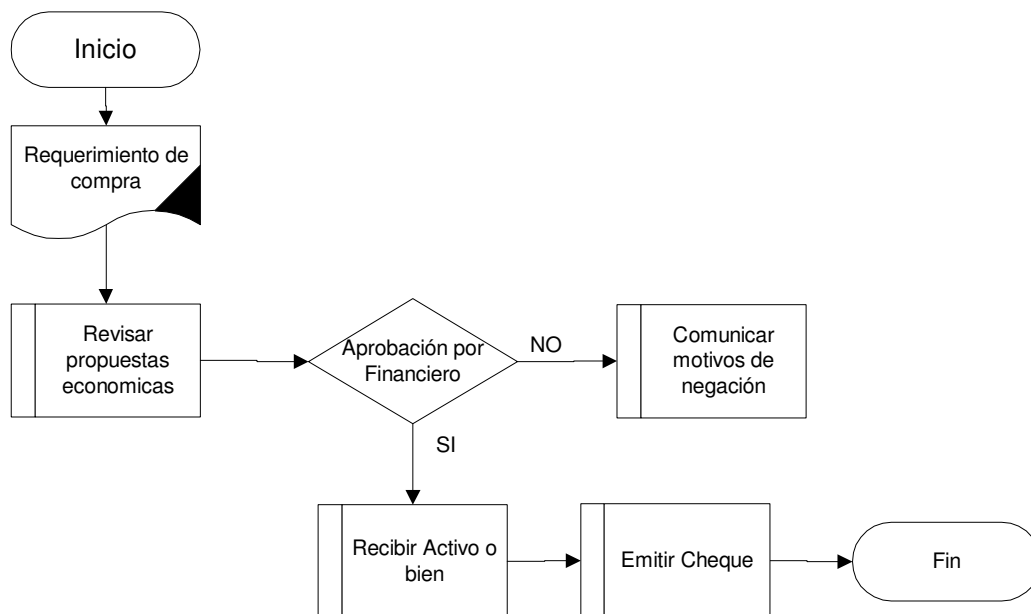 Inicio
Requerimiento de
compra
Revisar
propuestas
economicas
Aprobación por
Financiero
NO
Comunicar
motivos de
negación
SI
Recibir Activo o
bien
Emitir Cheque
Fin